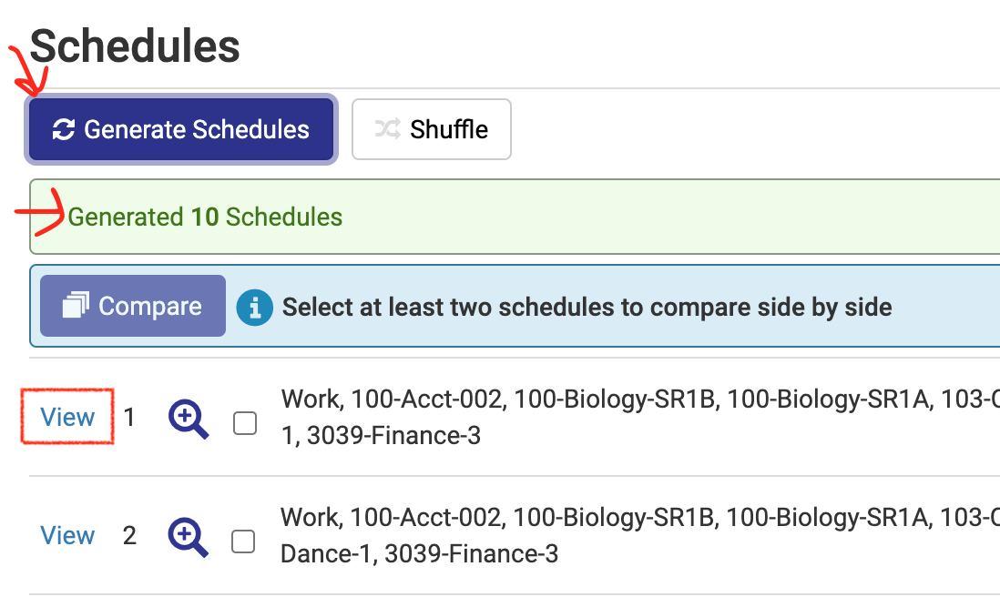 Schedules
Generate Schedules
Shuffle
Generated 10 Schedules
Compare
Select at least two schedules to compare side by side
View 1 Work, 100-Acct-002, 100-Biology-SR1B, 100-Biology-SR1A, 103-
1, 3039-Finance-3
View 2 Work, 100-Acct-002, 100-Biology-SR1B, 100-Biology-SR1A, 103-
Dance-1, 3039-Finance-3